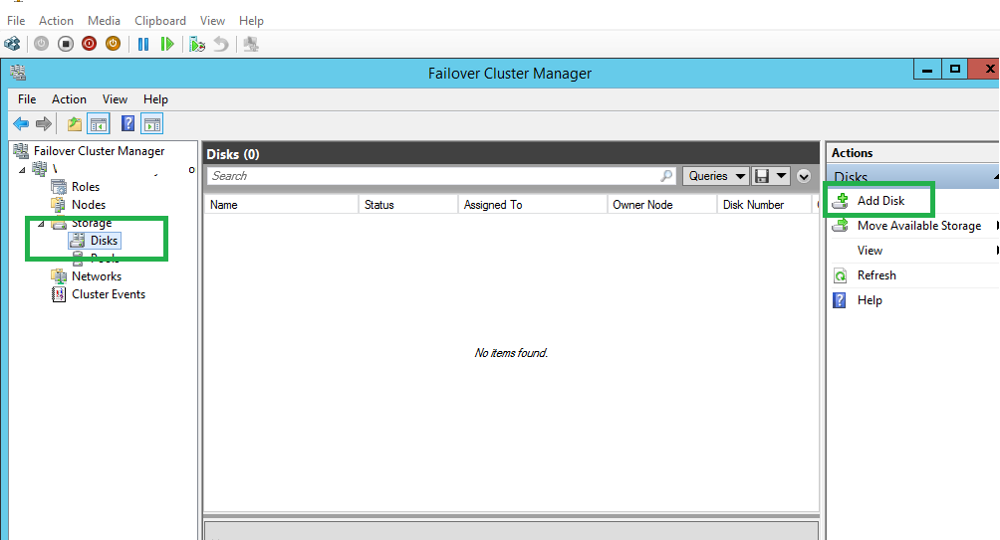 File Action Media Clipboard View Help
Failover Cluster Manager
File Action View Help
Failover Cluster Manager
\ o
Roles
Nodes
Storage
Disks
Pools
Networks
Cluster Events
Disks (0)
Search Queries
Name Status Assigned To Owner Node Disk Number
No items found.
Actions
Disks
Add Disk
Move Available Storage
View
Refresh
Help